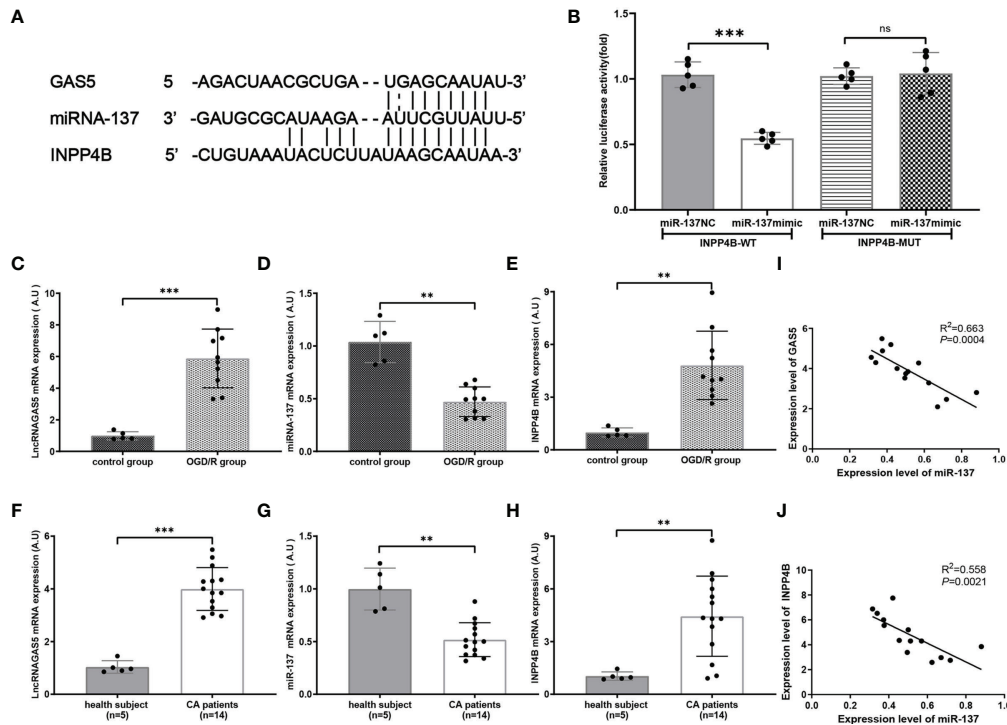 A
GAS5 5 -AGACUAACGCUGA - - UGAGCAAUAU-3’
miRNA-137 3’ -GAUGCGCAUAAGA - -AUUCGUUAUU-5’
INPP4B 5’ -CUGUAAAUACUCUUAUAAGCAAUAA-3’
B
Relative luciferase activity(fold)
1.5
1.0
0.5
0.0
***
ns
miR-137NC miR-137mimic miR-137NC miR-137mimic
INPP4B-WT INPP4B-MUT
C
LncRNAGAS5 mRNA expression ( A.U )
10
8
6
4
2
0
***
control group OGD/R group
D
miRNA-137 mRNA expression ( A.U )
1.5
1.0
0.5
0.0
**
control group OGD/R group
E
INPP4B mRNA expression ( A.U )
9
6
3
0
**
control group OGD/R group
I
Expression level of GAS5
6
4
2
0
R2=0.663
P=0.0004
0.0 0.2 0.4 0.6 0.8 1.0
Expression level of miR-137
F
LncRNAGAS5 mRNA expression (A.U)
6
4
2
0
***
health subject CA patients
(n=5) (n=14)
G
miR-137 mRNA expression (A.U)
1.5
1.0
0.5
0.0
**
health subject CA patients
(n=5) (n=14)
H
INPP4B mRNA expression (A.U)
9
6
3
0
**
health subject CA patients
(n=5) (n=14)
J
Expression level of INPP4B
10
8
6
4
2
0
R2=0.558
P=0.0021
0.0 0.2 0.4 0.6 0.8 1.0
Expression level of miR-137